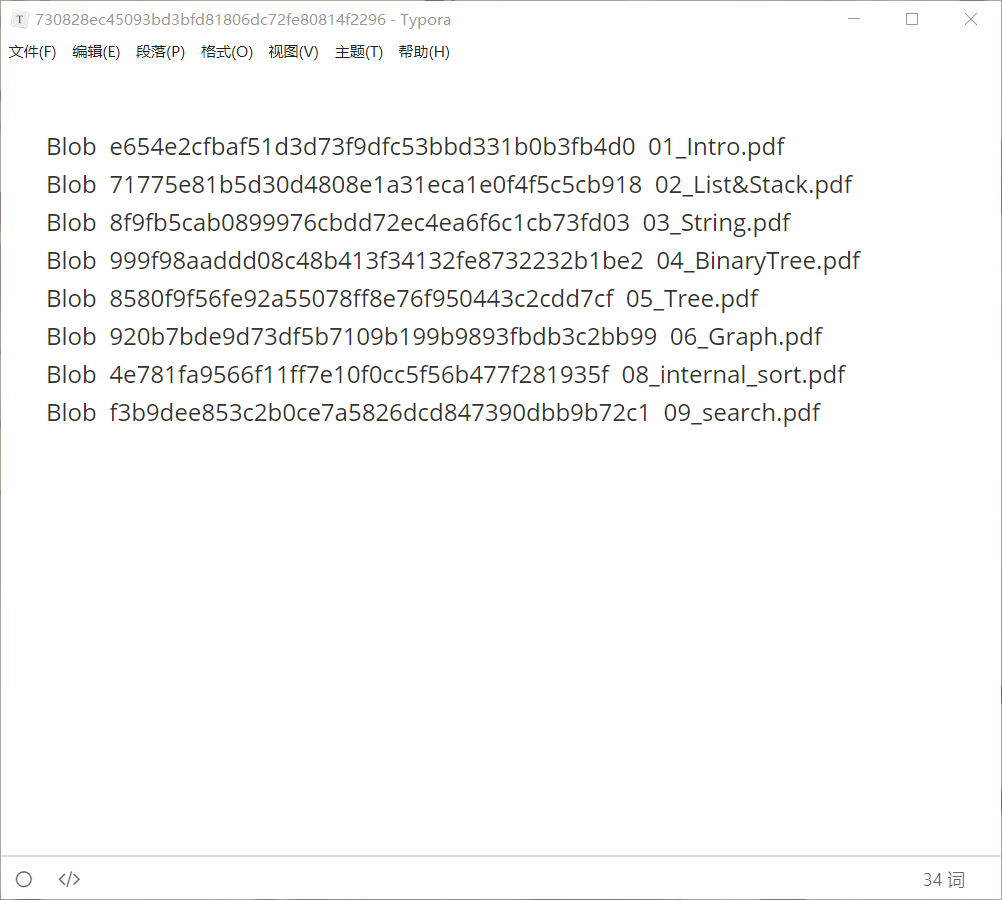 T 730828ec45093bd3bfd81806dc72fe80814f2296 - Typora
文件(F) 编辑(E) 段落(P) 格式(O) 视图(V) 主题(T) 帮助(H)
Blob e654e2cfbaf51d3d73f9dfc53bbd331b0b3fb4d0 01_Intro.pdf
Blob 71775e81b5d30d4808e1a31eca1e0f4f5c5cb918 02_List&Stack.pdf
Blob 8f9fb5cab0899976cbdd72ec4ea6f6c1cb73fd03 03_String.pdf
Blob 999f98aaddd08c48b413f34132fe8732232b1be2 04_BinaryTree.pdf
Blob 8580f9f56fe92a55078ff8e76f950443c2cdd7cf 05_Tree.pdf
Blob 920b7bde9d73df5b7109b199b9893fbdb3c2bb99 06_Graph.pdf
Blob 4e781fa9566f11ff7e10f0cc5f56b477f281935f 08_internal_sort.pdf
Blob f3b9dee853c2b0ce7a5826dcd847390dbb9b72c1 09_search.pdf
</> 34 词